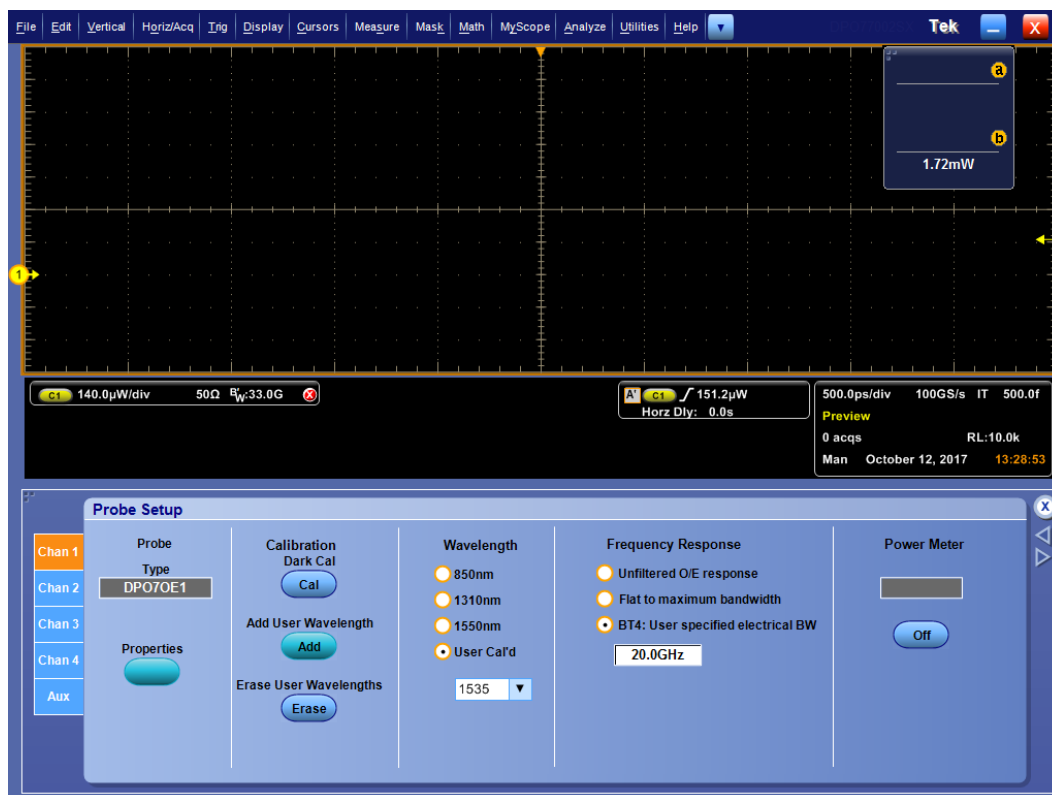 File Edit Vertical Horiz/Acq Trig Display Cursors Measure Mask Math MyScope Analyze Utilities Help Tek X
a
b
1.72mW
1
C1 140.0µW/div 50Ω BW:33.0G
A' C1 151.2µW
Horz Dly: 0.0s
500.0ps/div 100GS/s IT 500.0f
Preview
0 acqs RL:10.0k
Man October 12, 2017 13:28:53
Probe Setup
X
Chan 1
Chan 2
Chan 3
Chan 4
Aux
Probe
Type
DPO7OE1
Properties
Calibration
Dark Cal
Cal
Add User Wavelength
Add
Erase User Wavelengths
Erase
Wavelength
850nm
1310nm
1550nm
User Cal'd
1535
Frequency Response
Unfiltered O/E response
Flat to maximum bandwidth
BT4: User specified electrical BW
20.0GHz
Power Meter
Off